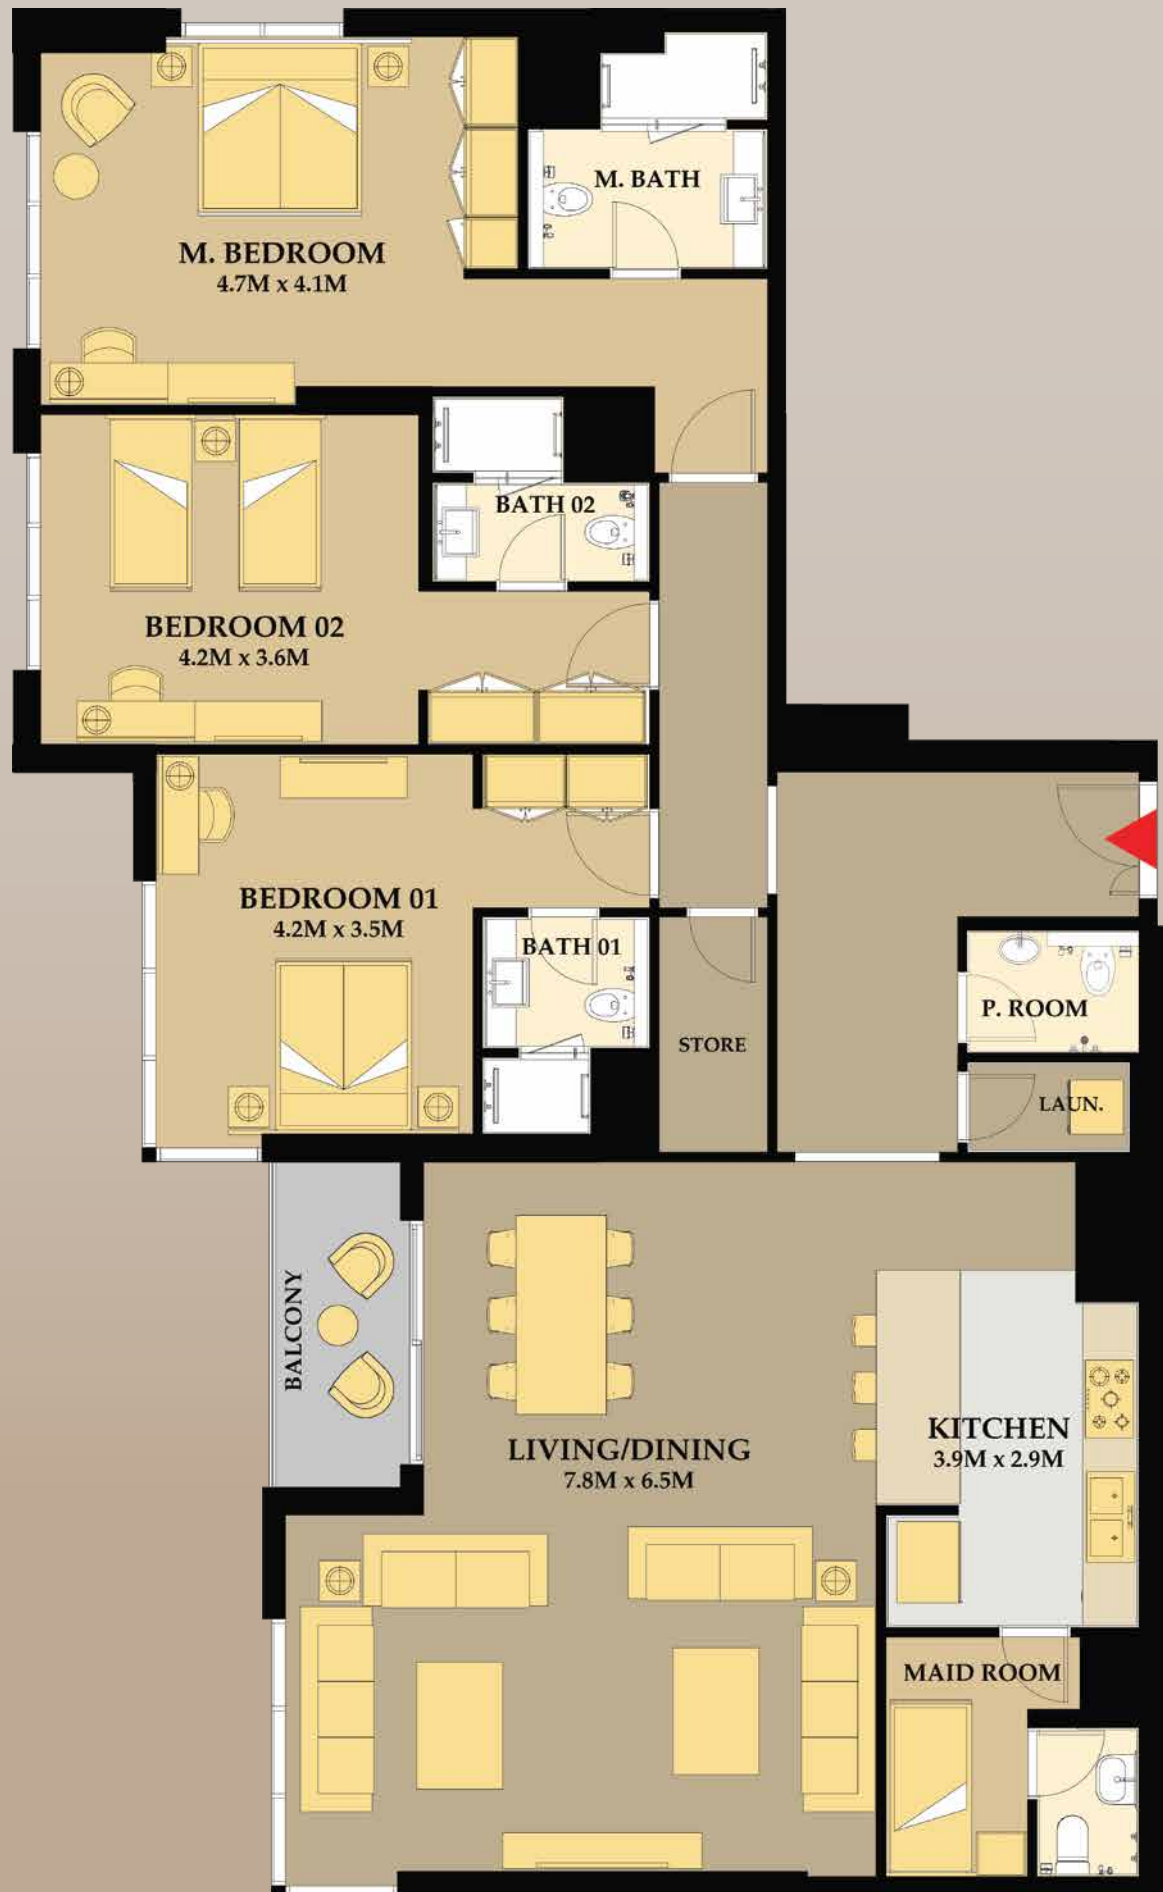 M. BATH
M. BEDROOM
4.7M x 4.1M
BATH 02
BEDROOM 02
4.2M x 3.6M
BEDROOM 01
4.2M x 3.5M
BATH 01
P. ROOM
STORE
LAUN.
BALCONY
LIVING/DINING
7.8M x 6.5M
KITCHEN
3.9M x 2.9M
MAID ROOM